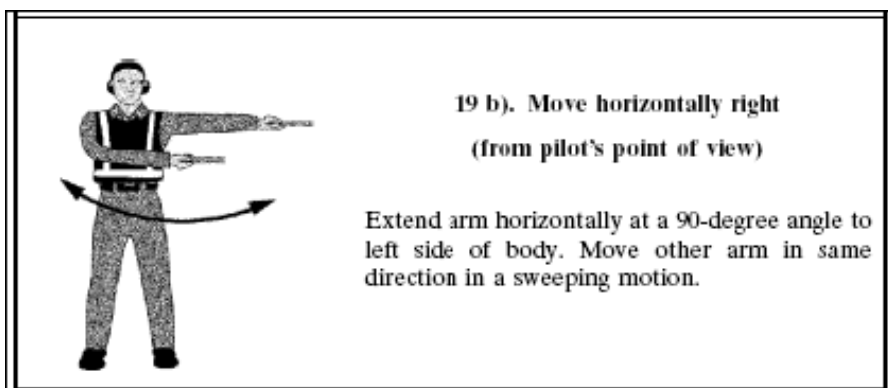 19 b). Move horizontally right
(from pilot's point of view)
Extend arm horizontally at a 90-degree angle to
left side of body. Move other arm in same
direction in a sweeping motion.